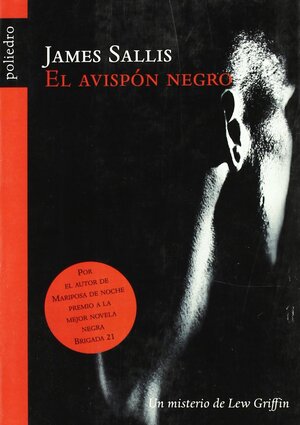 poliedro
JAMES SALLIS
EL AVISPÓN NEGRO
POR
EL AUTOR DE
MARIPOSA DE NOCHE
PREMIO A LA
MEJOR NOVELA
NEGRA
BRIGADA 21
Un misterio de Lew Griffin